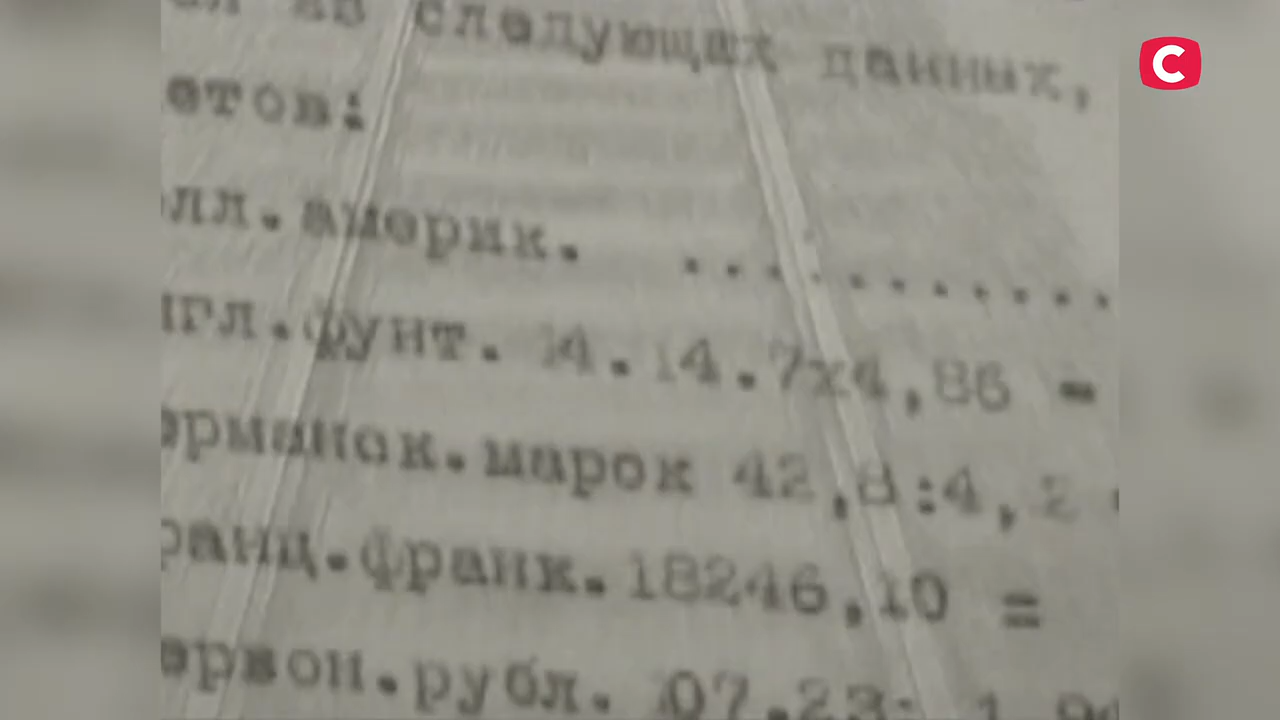 следующих данных,
етов:
олл.америк. ............
нгл.фунт. 14.14.7х4,86 =
ерманск.марок 42,8:4,2
ранц.франк.18246,10 =
ервон.рубл.
С